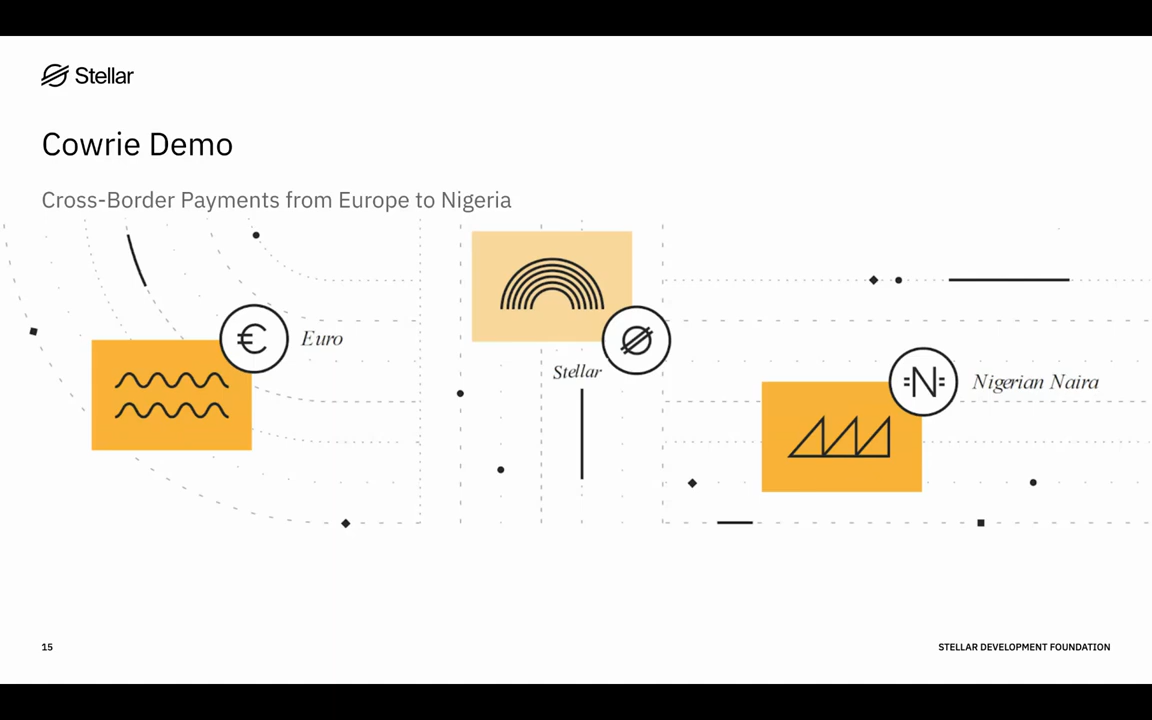 Stellar
Cowrie Demo
Cross-Border Payments from Europe to Nigeria
€ Euro
Stellar
N Nigerian Naira
15
STELLAR DEVELOPMENT FOUNDATION